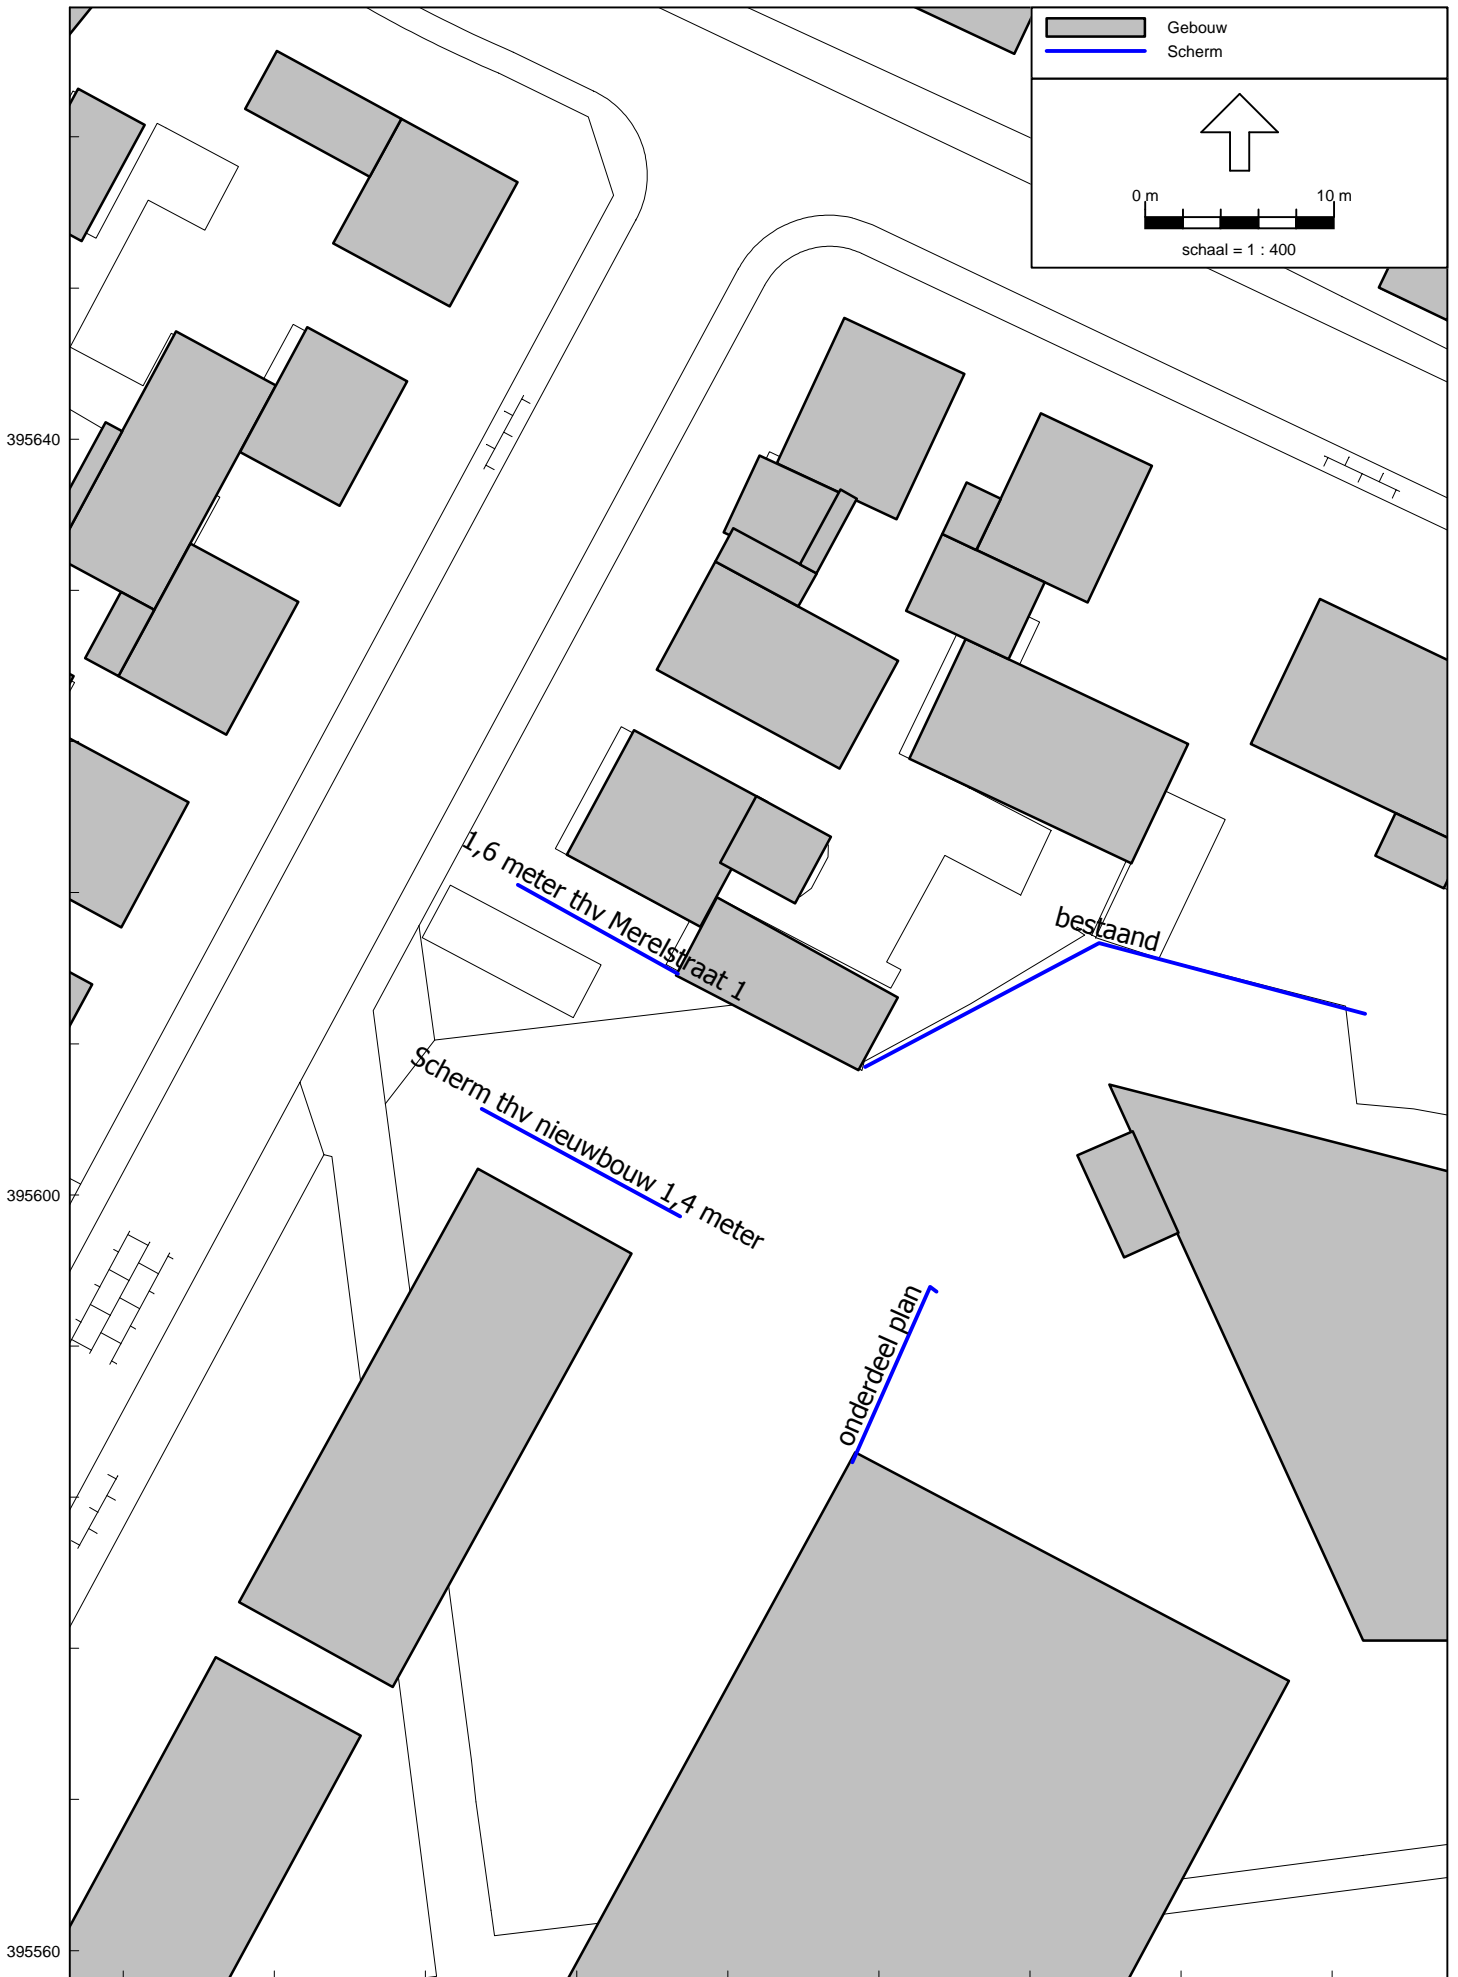 Gebouw
Scherm
0 m 10 m
schaal = 1 : 400
395640
1,6 meter thv Merelstraat 1
bestaand
Scherm thv nieuwbouw 1,4 meter
395600
onderdeel plan
395560